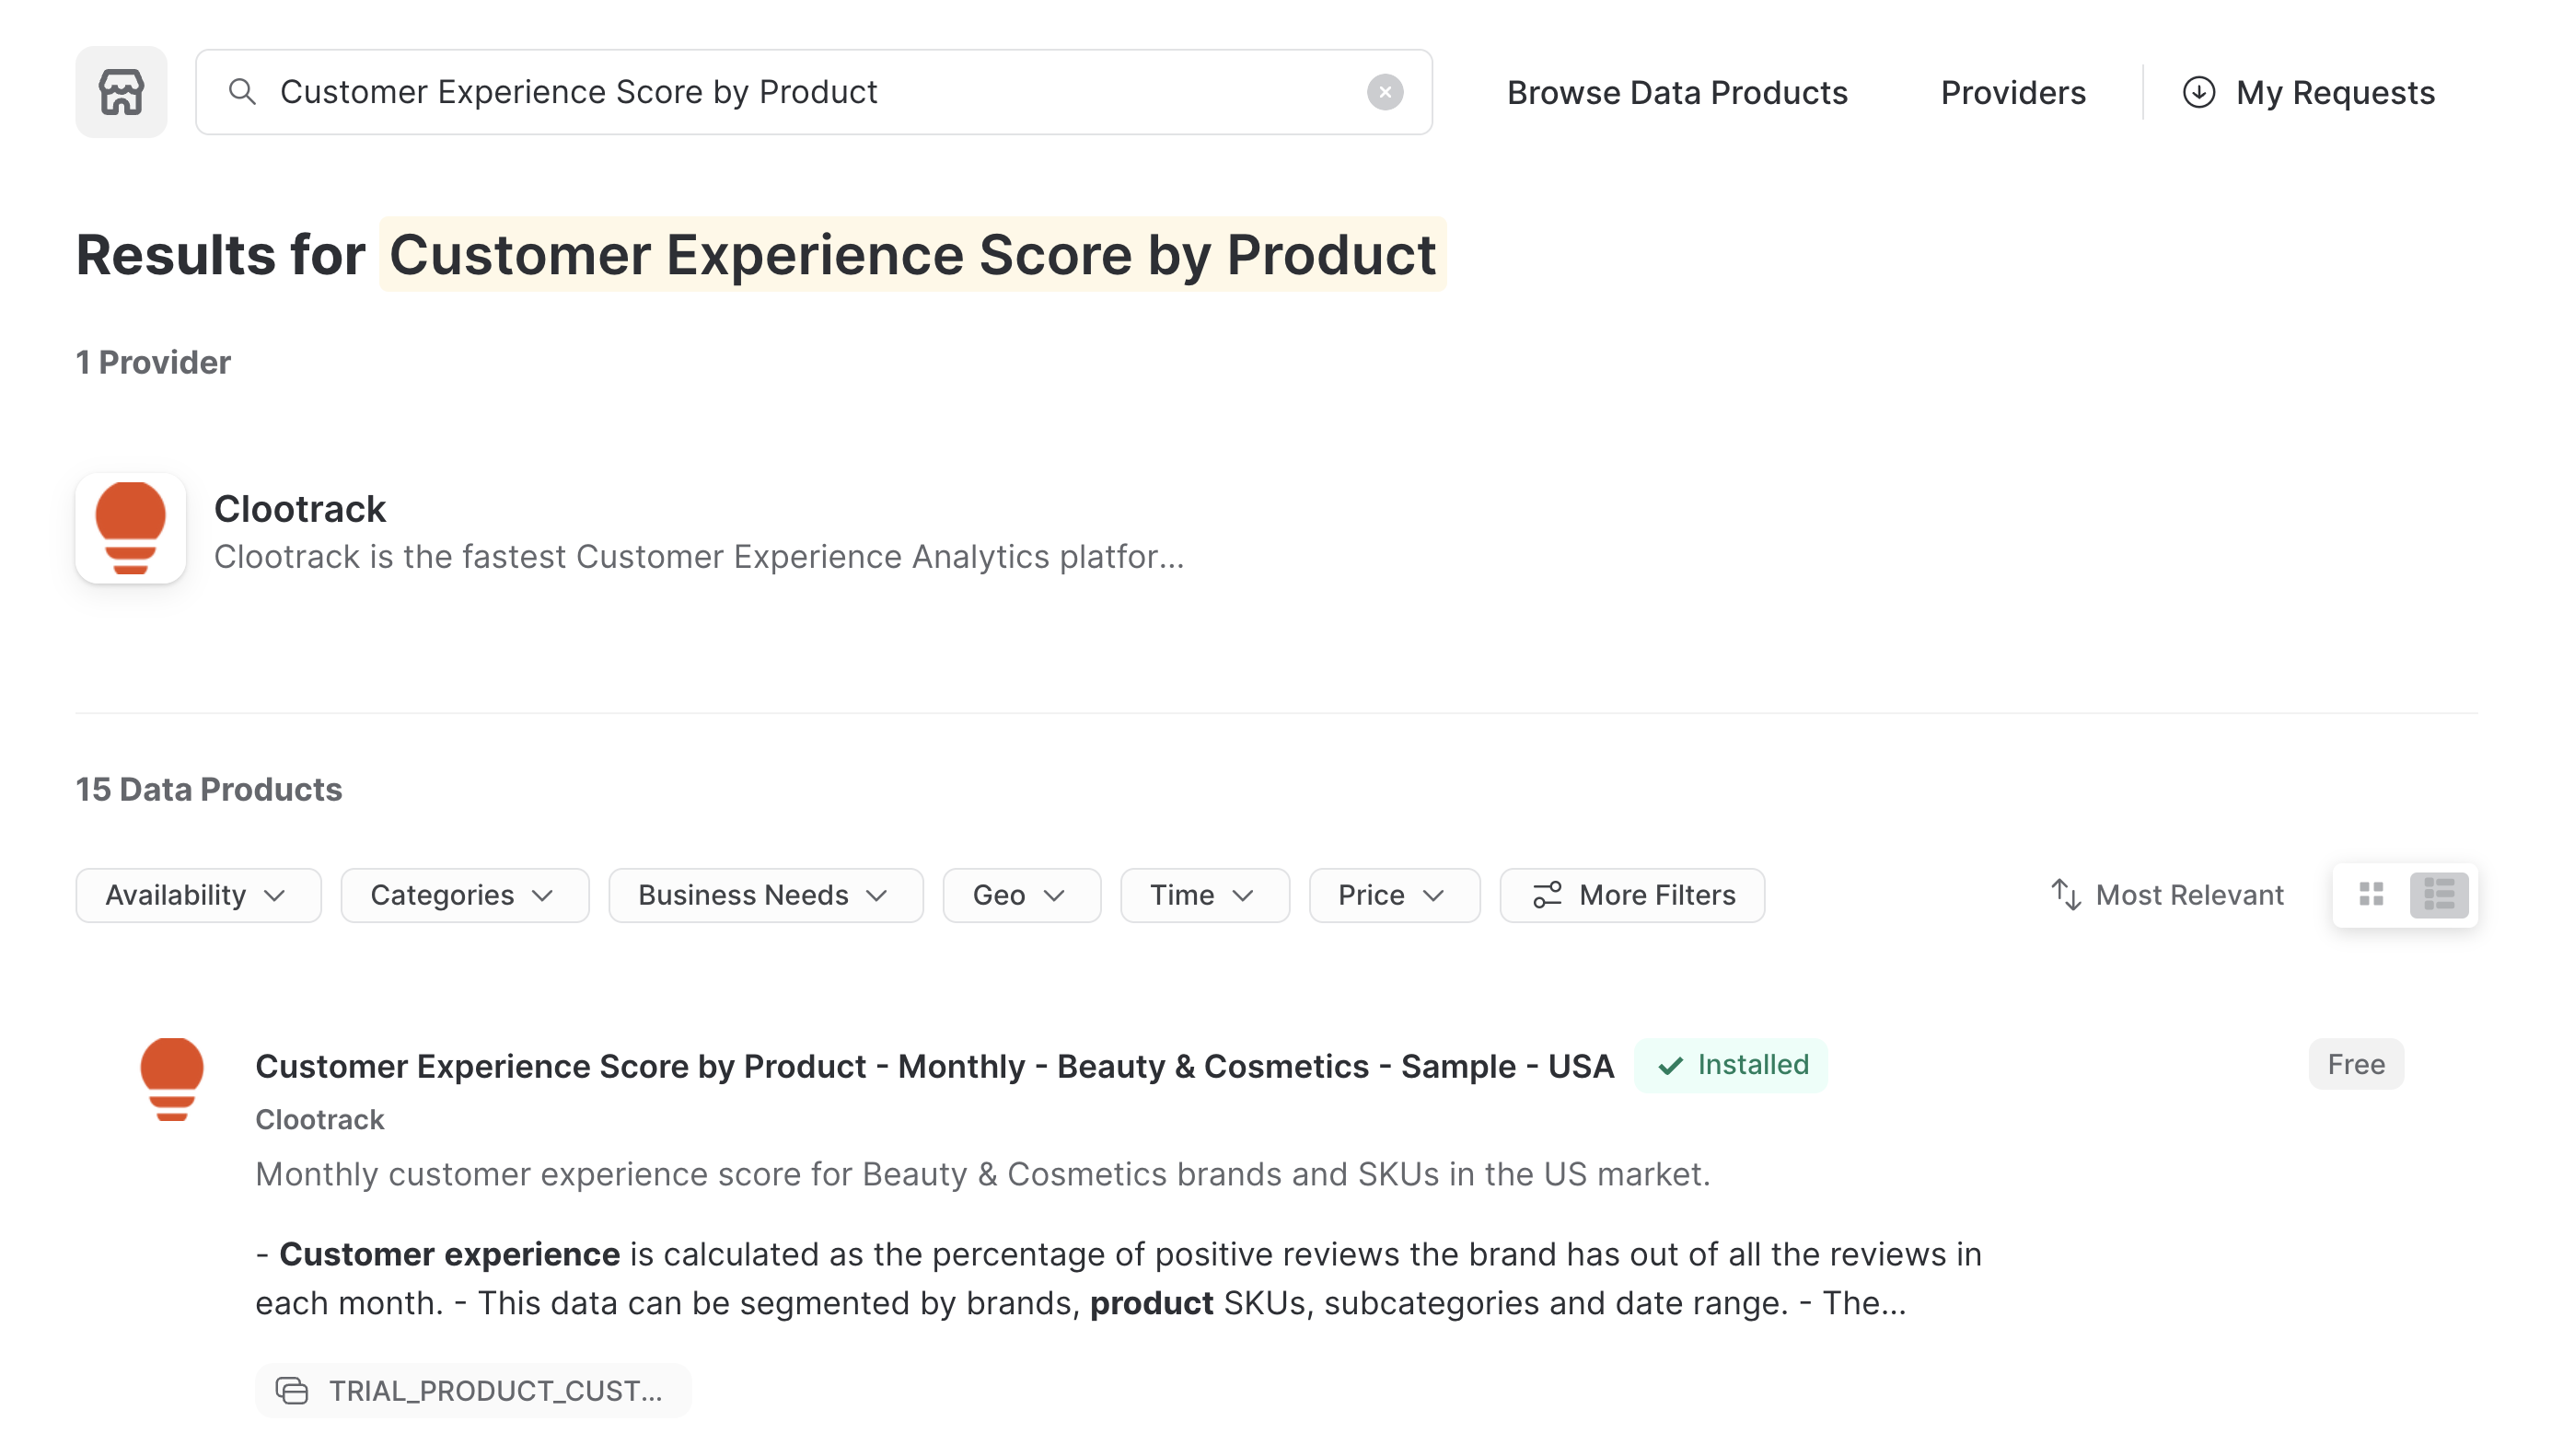 Customer Experience Score by Product
Browse Data Products
Providers
My Requests
Results for Customer Experience Score by Product
1 Provider
Clootrack
Clootrack is the fastest Customer Experience Analytics platfor...
15 Data Products
Availability
Categories
Business Needs
Geo
Time
Price
More Filters
Most Relevant
Customer Experience Score by Product - Monthly - Beauty & Cosmetics - Sample - USA
Installed
Free
Clootrack
Monthly customer experience score for Beauty & Cosmetics brands and SKUs in the US market.
- Customer experience is calculated as the percentage of positive reviews the brand has out of all the reviews in
each month. - This data can be segmented by brands, product SKUs, subcategories and date range. - The...
TRIAL_PRODUCT_CUST...